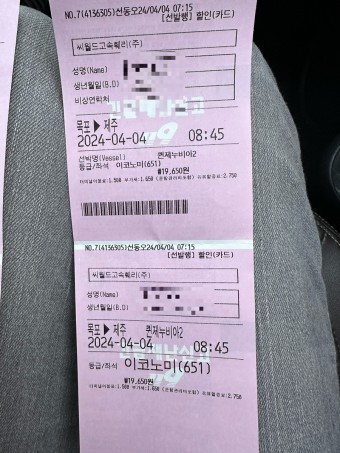 NO.7(4136305)선동오24/04/04 07:15
[선발행] 할인(카드)
씨월드고속훼리(주)
성명(Name)
생년월일(B.D)
비상연락처
목포 ▶ 제주
2024-04-04 08:45
선박명(Vessel) 퀸제누비아2
등급/좌석 이코노미(651)
₩19,650원
NO.7(4136305)선동오24/04/04 07:15
[선발행] 할인(카드)
씨월드고속훼리(주)
성명(Name)
생년월일(B.D)
목포 ▶ 제주 퀸제누비아2
2024-04-04 08:45
등급/좌석 이코노미(651)
₩19,650원